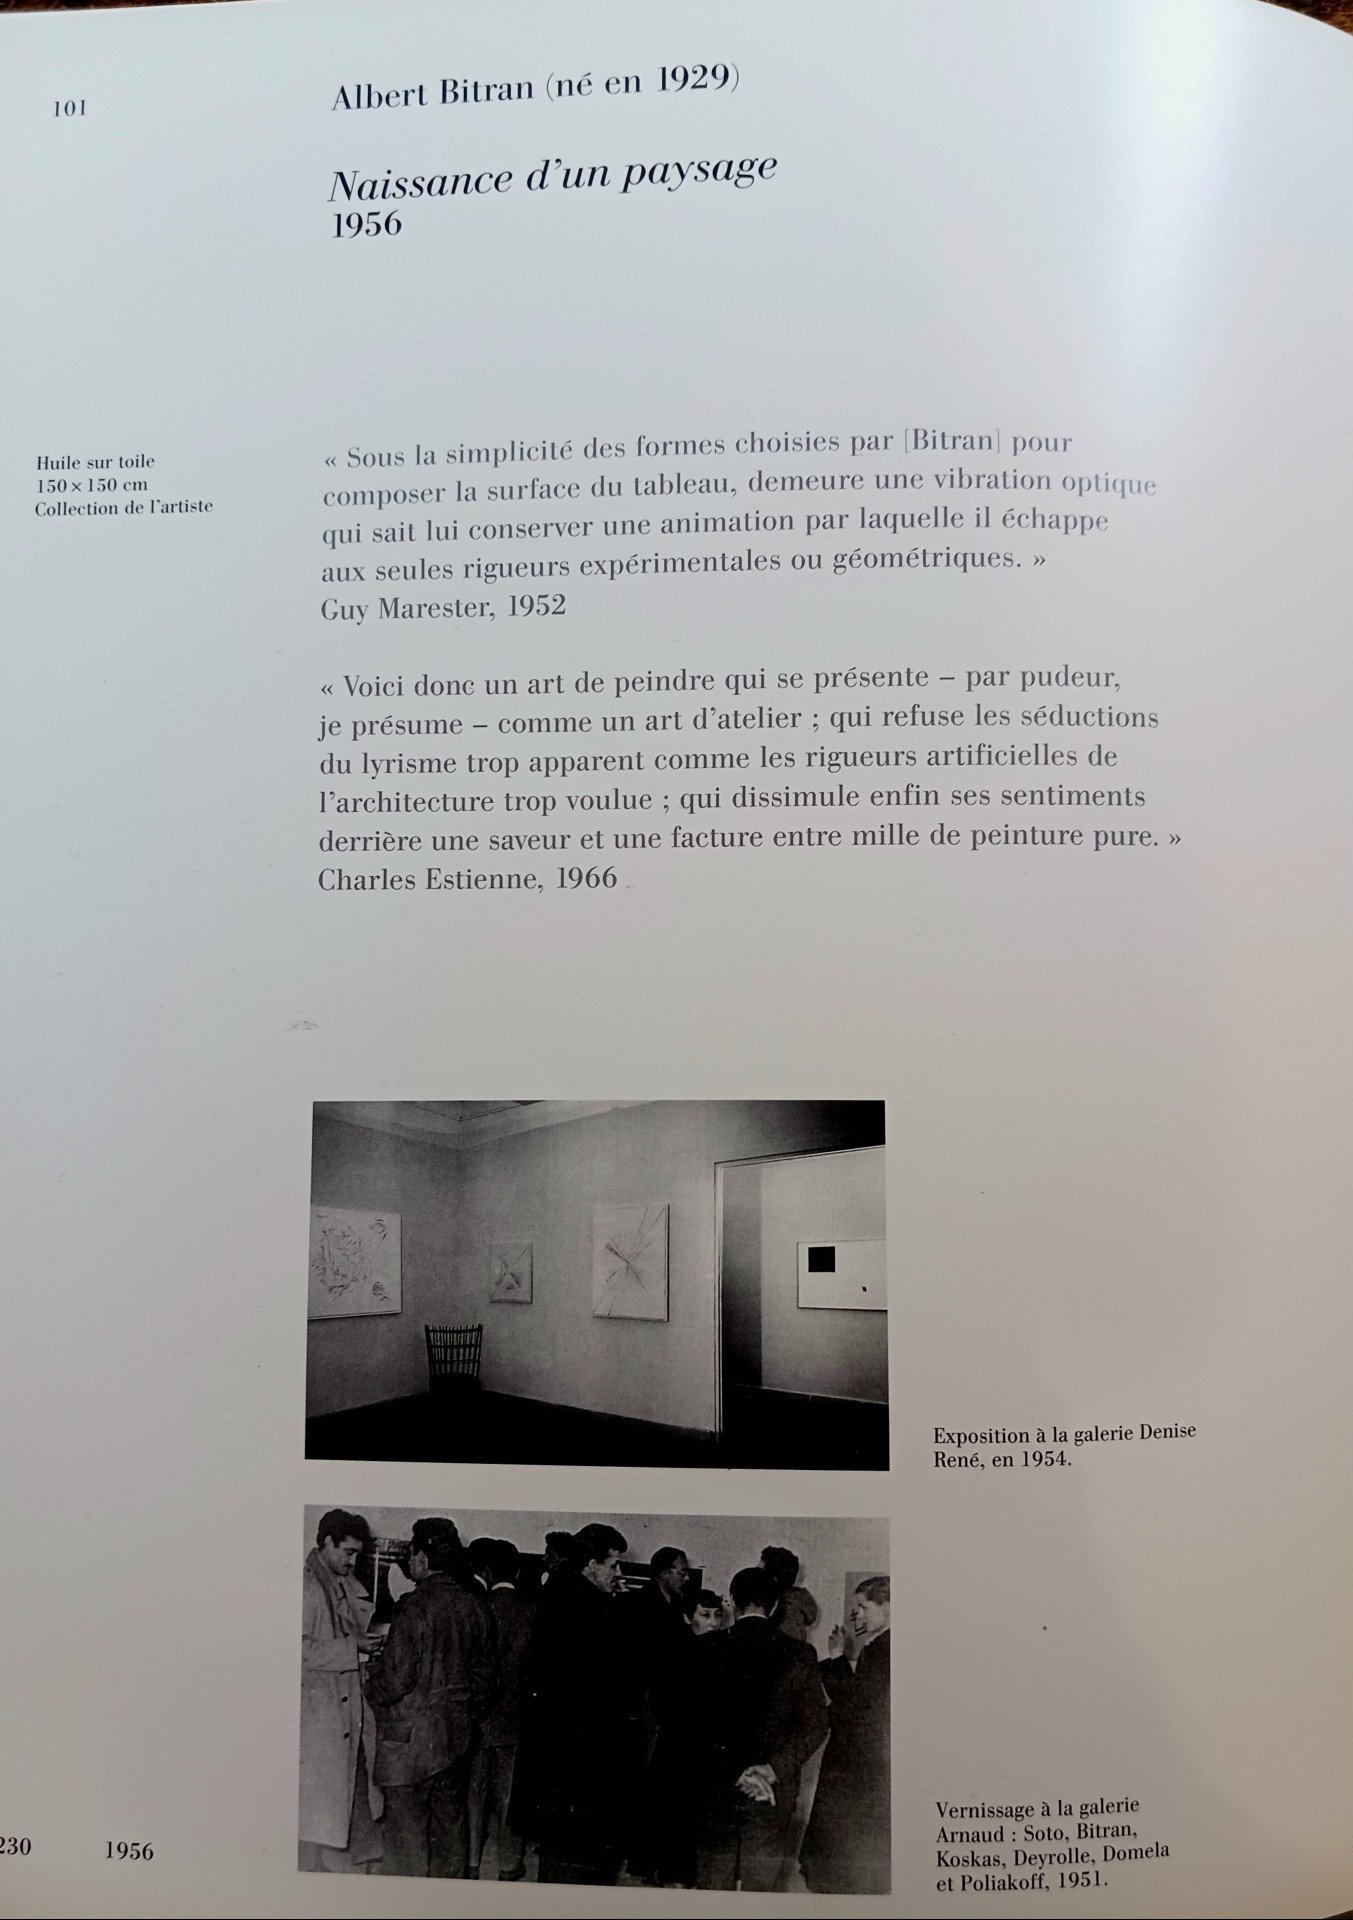 101
Albert Bitran (né en 1929)
Naissance d'un paysage
1956
Huile sur toile
150 × 150 cm
Collection de l'artiste
« Sous la simplicité des formes choisies par [Bitran] pour
composer la surface du tableau, demeure une vibration optique
qui sait lui conserver une animation par laquelle il échappe
aux seules rigueurs expérimentales ou géométriques. »
Guy Marester, 1952
« Voici donc un art de peindre qui se présente – par pudeur,
je présume – comme un art d'atelier ; qui refuse les séductions
du lyrisme trop apparent comme les rigueurs artificielles de
l'architecture trop voulue ; qui dissimule enfin ses sentiments
derrière une saveur et une facture entre mille de peinture pure. »
Charles Estienne, 1966
Exposition à la galerie Denise
René, en 1954.
Vernissage à la galerie
Arnaud : Soto, Bitran,
Koskas, Deyrolle, Domela
et Poliakoff, 1951.
230 1956